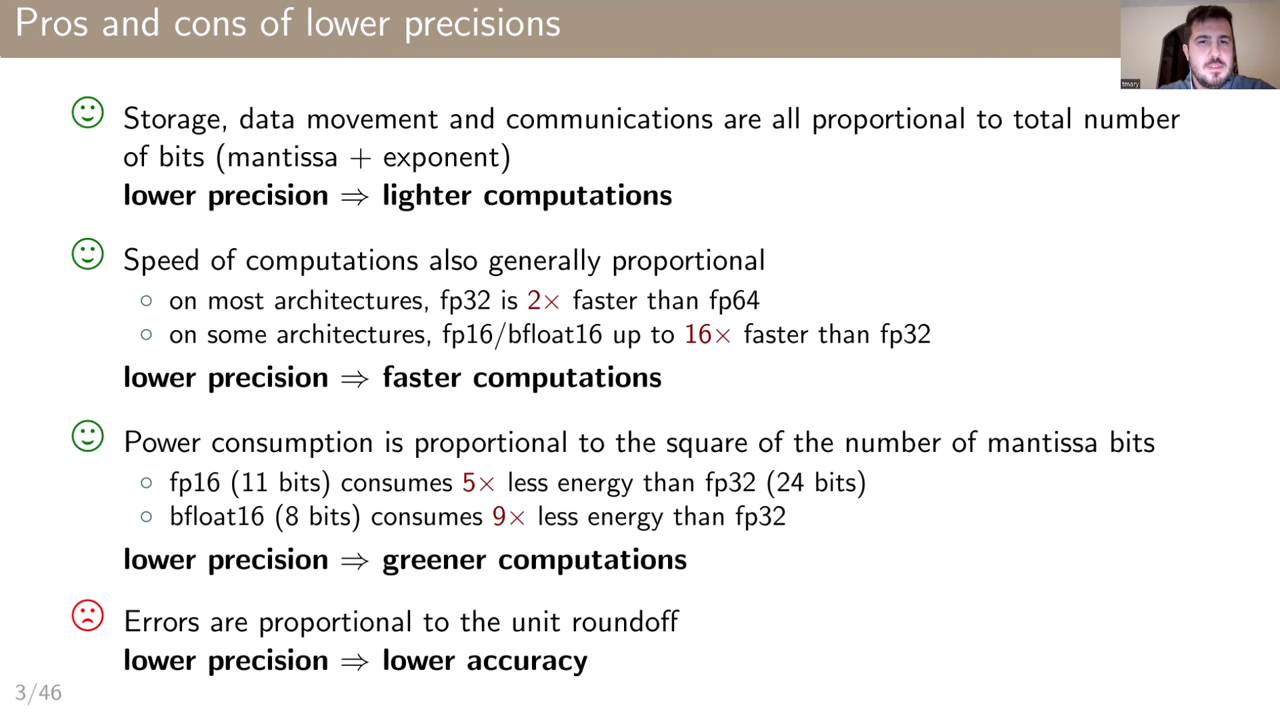 Pros and cons of lower precisions
tmary
Storage, data movement and communications are all proportional to total number
of bits (mantissa + exponent)
lower precision ⇒ lighter computations
Speed of computations also generally proportional
○ on most architectures, fp32 is 2× faster than fp64
○ on some architectures, fp16/bfloat16 up to 16× faster than fp32
lower precision ⇒ faster computations
Power consumption is proportional to the square of the number of mantissa bits
○ fp16 (11 bits) consumes 5× less energy than fp32 (24 bits)
○ bfloat16 (8 bits) consumes 9× less energy than fp32
lower precision ⇒ greener computations
Errors are proportional to the unit roundoff
lower precision ⇒ lower accuracy
3/46